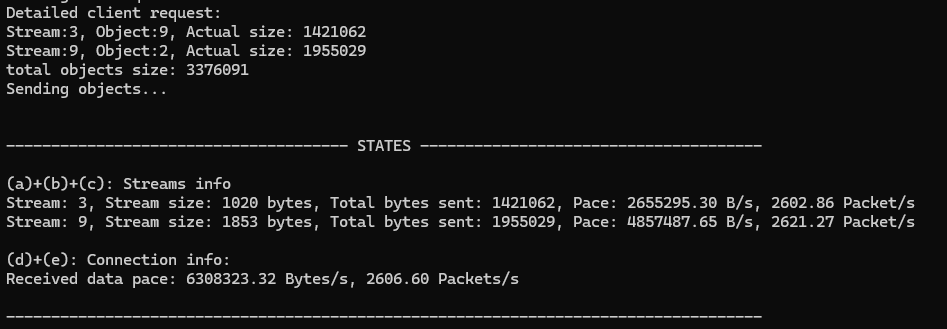 Detailed client request:
Stream:3, Object:9, Actual size: 1421062
Stream:9, Object:2, Actual size: 1955029
total objects size: 3376091
Sending objects...
-------------------------------------- STATES --------------------------------------
(a)+(b)+(c): Streams info
Stream: 3, Stream size: 1020 bytes, Total bytes sent: 1421062, Pace: 2655295.30 B/s, 2602.86 Packet/s
Stream: 9, Stream size: 1853 bytes, Total bytes sent: 1955029, Pace: 4857487.65 B/s, 2621.27 Packet/s
(d)+(e): Connection info:
Received data pace: 6308323.32 Bytes/s, 2606.60 Packets/s
------------------------------------------------------------------------------------